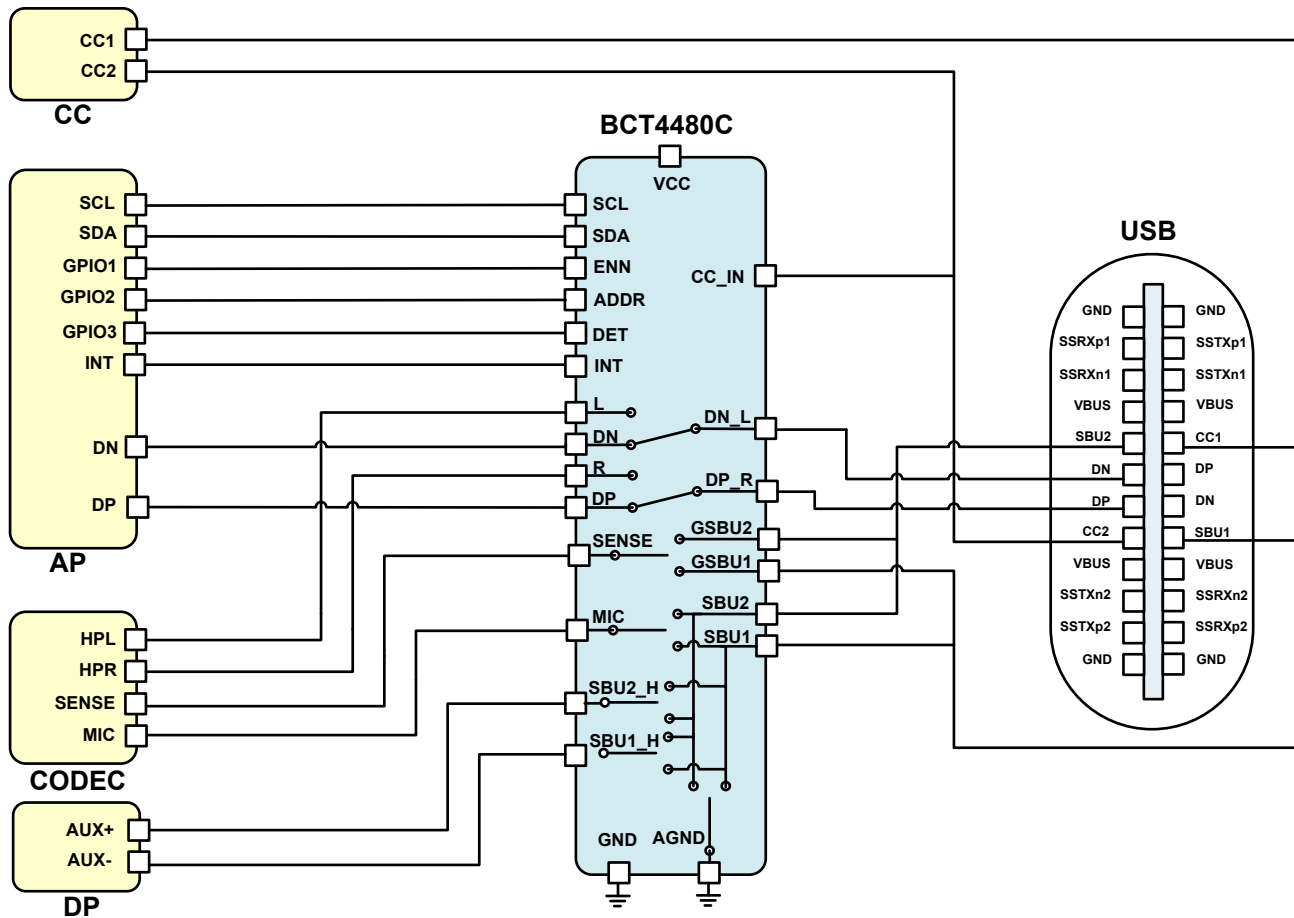 CC1
CC2
CC
BCT4480C
VCC
SCL
SDA
GPIO1
GPIO2
GPIO3
INT
DN
DP
AP
SCL
SDA
ENN
ADDR
DET
INT
L
DN
R
DP
SENSE
MIC
SBU2_H
SBU1_H
GND
AGND
CC_IN
DN_L
DP_R
GSBU2
GSBU1
SBU2
SBU1
HPL
HPR
SENSE
MIC
CODEC
AUX+
AUX-
DP
USB
GND GND
SSRXp1 SSTXp1
SSRXn1 SSTXn1
VBUS VBUS
SBU2 CC1
DN DP
DP DN
CC2 SBU1
VBUS VBUS
SSTXn2 SSRXn2
SSTXp2 SSRXp2
GND GND